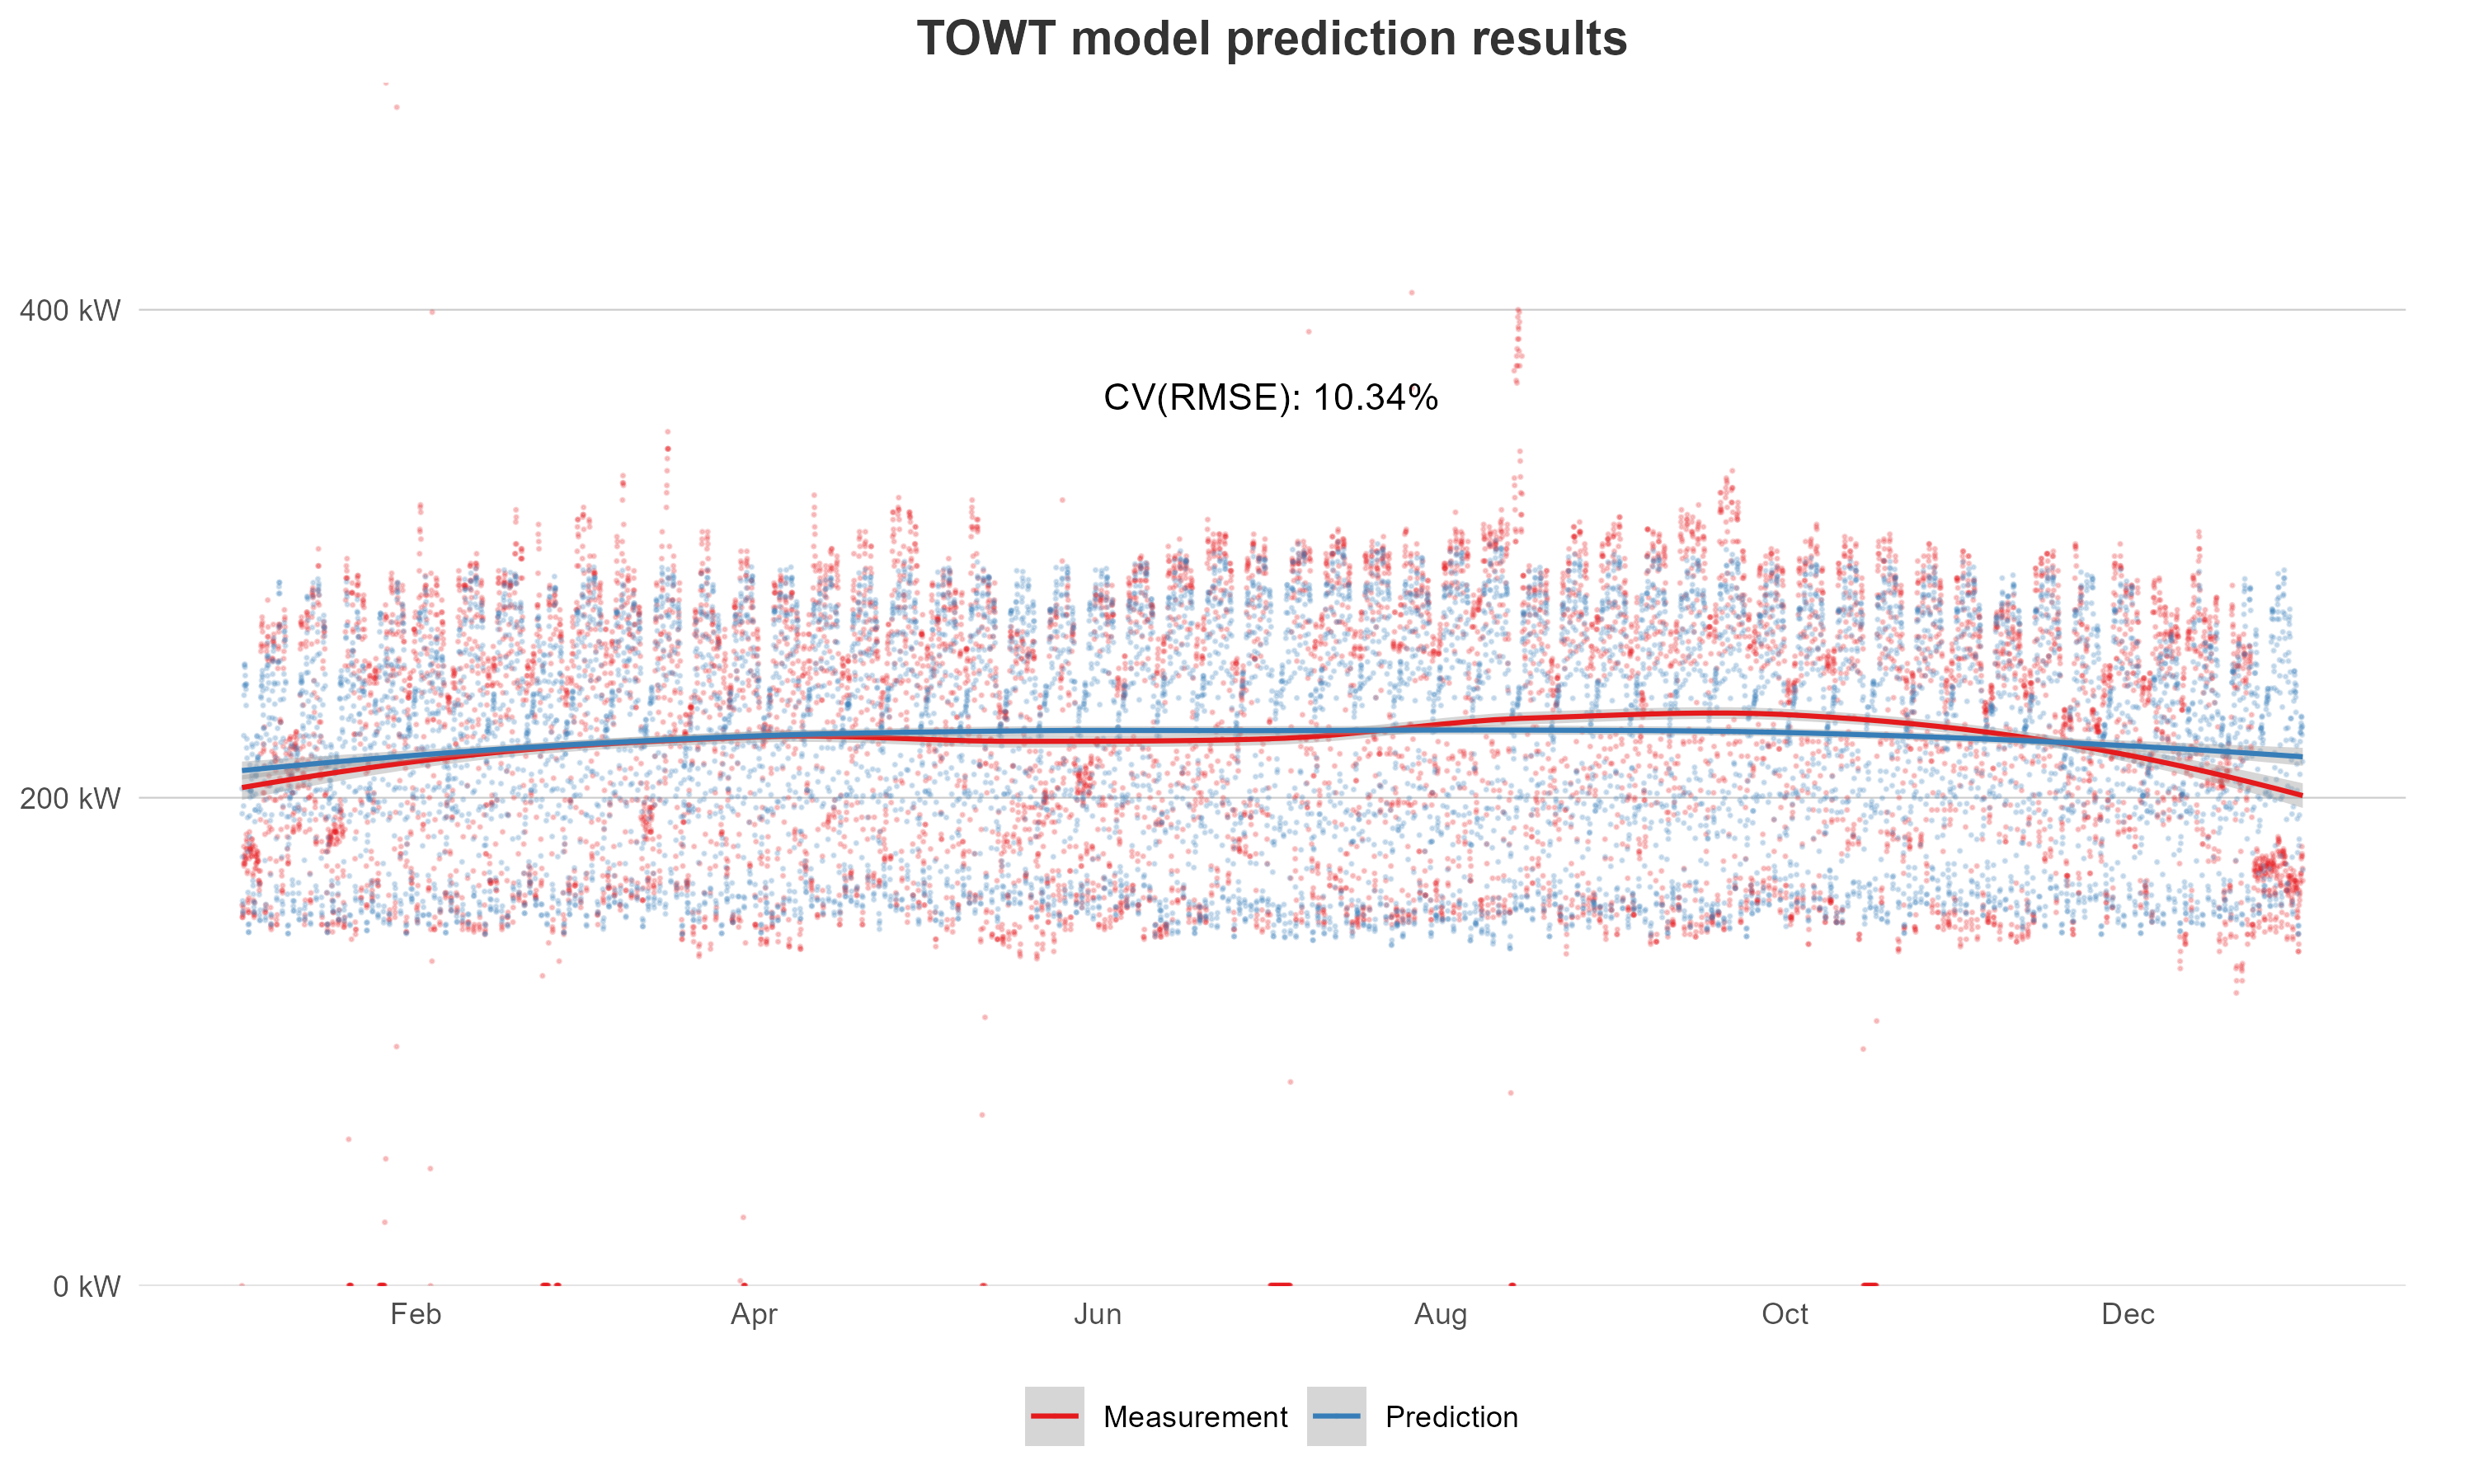 TOWT model prediction results
400 kW
CV(RMSE): 10.34%
200 kW
0 kW
Feb Apr Jun Aug Oct Dec
Measurement Prediction